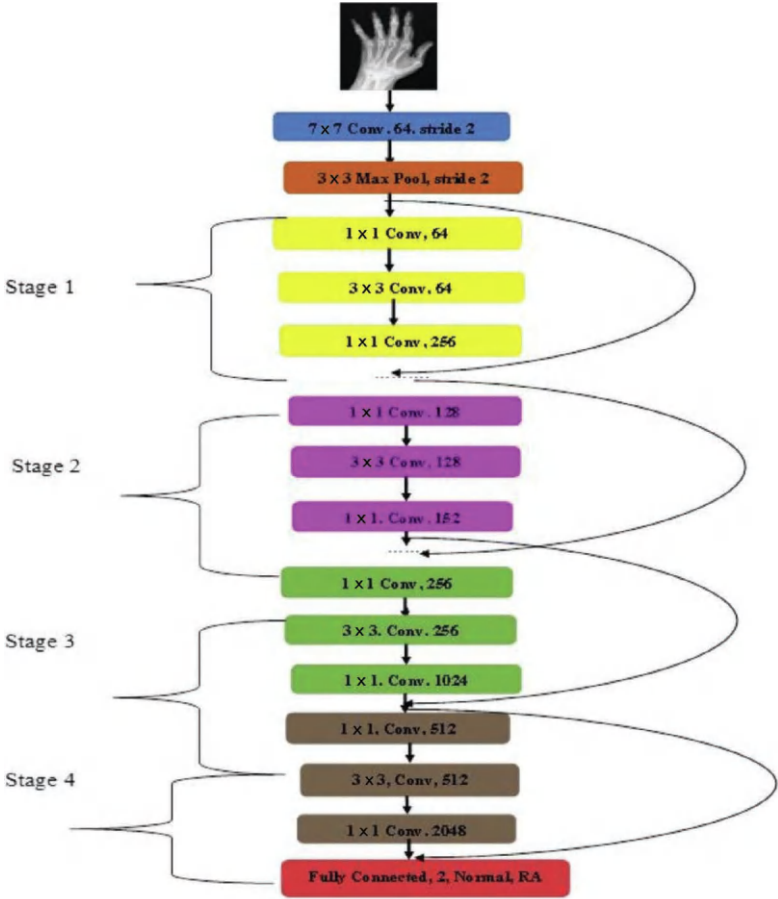 7 x 7 Conv. 64. stride 2
3 x 3 Max Pool, stride 2
Stage 1
1 x 1 Conv, 64
3 x 3 Conv. 64
1 x 1 Conv, 256
Stage 2
1 x 1 Conv. 128
3 x 3 Conv. 128
1 x 1. Conv. 152
Stage 3
1 x 1 Conv, 256
3 x 3. Conv. 256
1 x 1. Conv. 1024
Stage 4
1 x 1. Conv, 512
3 x 3, Conv, 512
1 x 1 Conv. 2048
Fully Connected, 2, Normal, RA